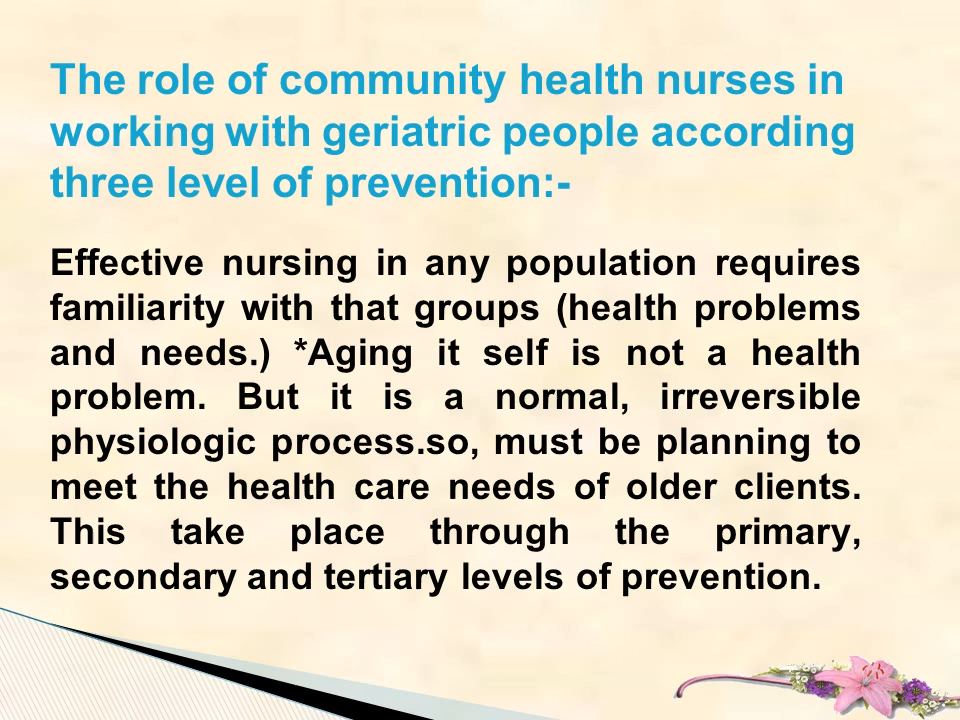 The role of community health nurses in
working with geriatric people according
three level of prevention:-
Effective nursing in any population requires
familiarity with that groups (health problems
and needs.) *Aging it self is not a health
problem. But it is a normal, irreversible
physiologic process.so, must be planning to
meet the health care needs of older clients.
This take place through the primary,
secondary and tertiary levels of prevention.